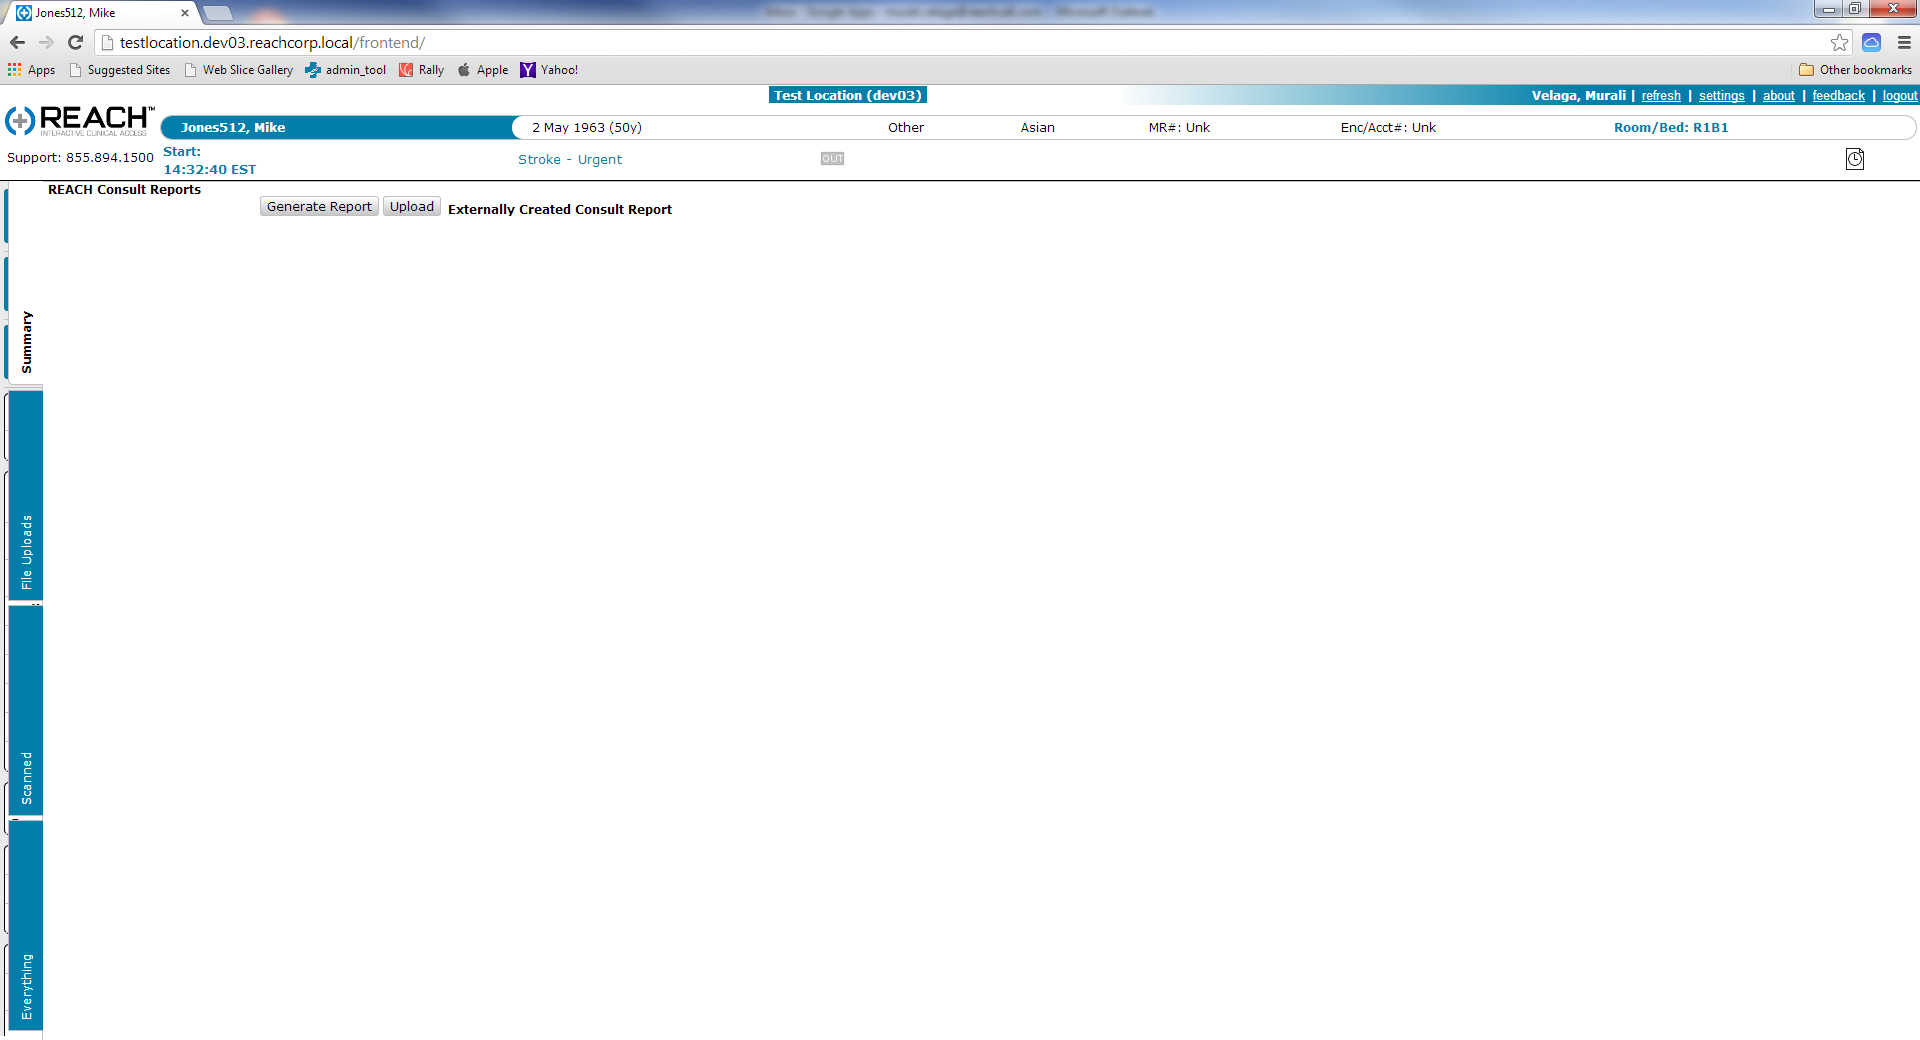 Jones512, Mike
testlocation.dev03.reachcorp.local/frontend/
Apps Suggested Sites Web Slice Gallery admin_tool Rally Apple Yahoo! Other bookmarks
Test Location (dev03) Velaga, Murali | refresh | settings | about | feedback | logout
REACH™
INTERACTIVE CLINICAL ACCESS
Jones512, Mike 2 May 1963 (50y) Other Asian MR#: Unk Enc/Acct#: Unk Room/Bed: R1B1
Support: 855.894.1500
Start:
14:32:40 EST
Stroke - Urgent
OUT
REACH Consult Reports
Generate Report Upload Externally Created Consult Report
Summary
File Uploads
Scanned
Everything